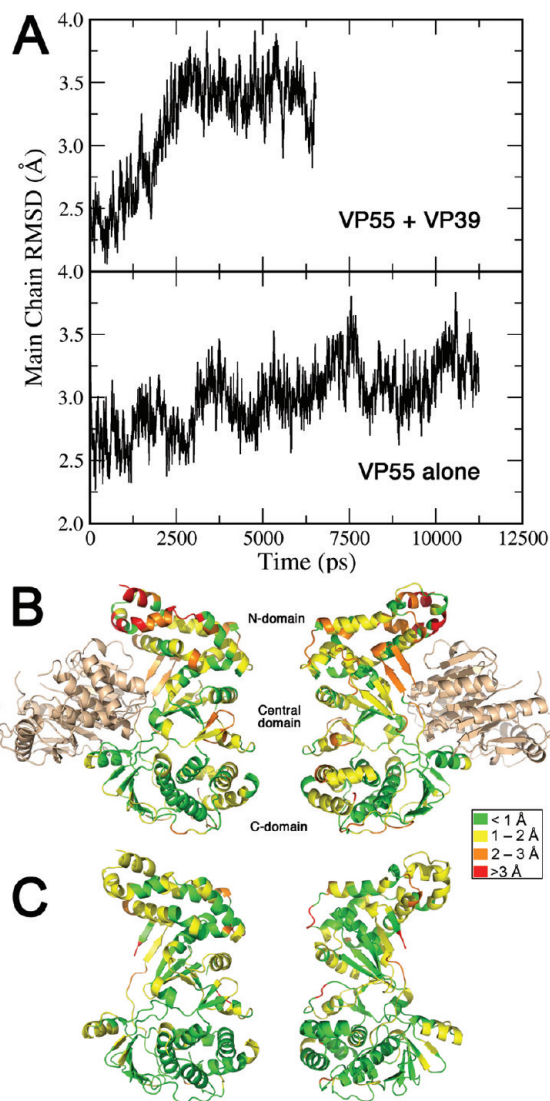 A
4.0
3.5
3.0
2.5
VP55 + VP39
4.0
3.5
3.0
2.5
2.0
VP55 alone
Main Chain RMSD (Å)
0 2500 5000 7500 10000 12500
Time (ps)
B
N-domain
Central
domain
C-domain
< 1 Å
1 – 2 Å
2 – 3 Å
>3 Å
C